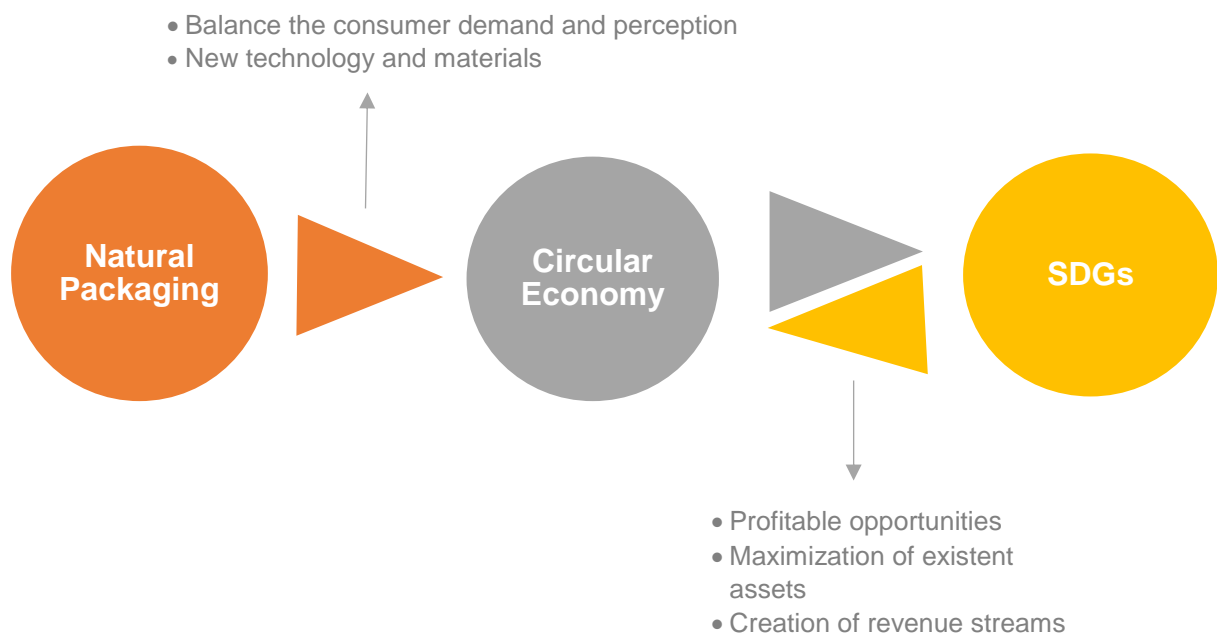 • Balance the consumer demand and perception
• New technology and materials
Natural
Packaging
Circular
Economy
SDGs
• Profitable opportunities
• Maximization of existent
assets
• Creation of revenue streams